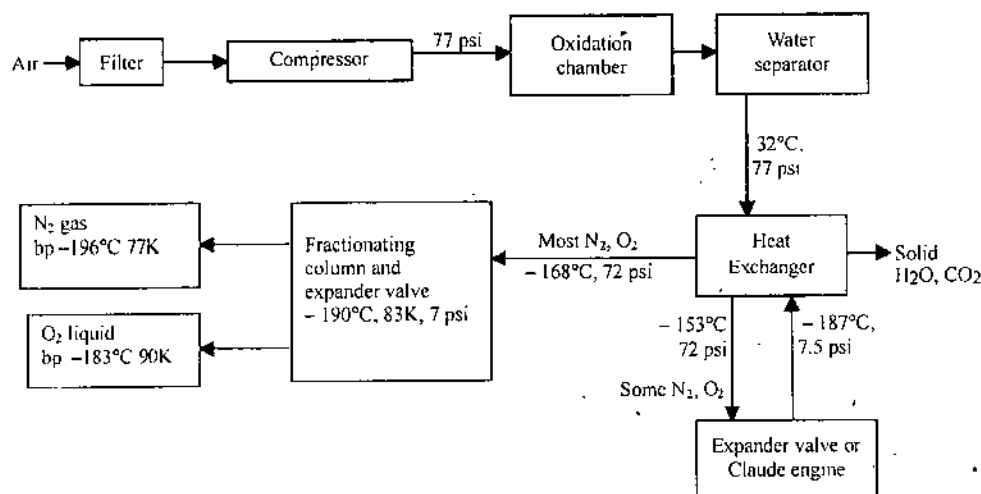 Air
Filter
Compressor
77 psi
Oxidation
chamber
Water
separator
32°C,
77 psi
N₂ gas
bp –196°C 77K
O₂ liquid
bp –183°C 90K
Fractionating
column and
expander valve
– 190°C, 83K, 7 psi
Most N₂, O₂
– 168°C, 72 psi
Heat
Exchanger
Solid
H2O, CO2
– 153°C
72 psi
– 187°C,
7.5 psi
Some N₂, O₂
Expander valve or
Claude engine